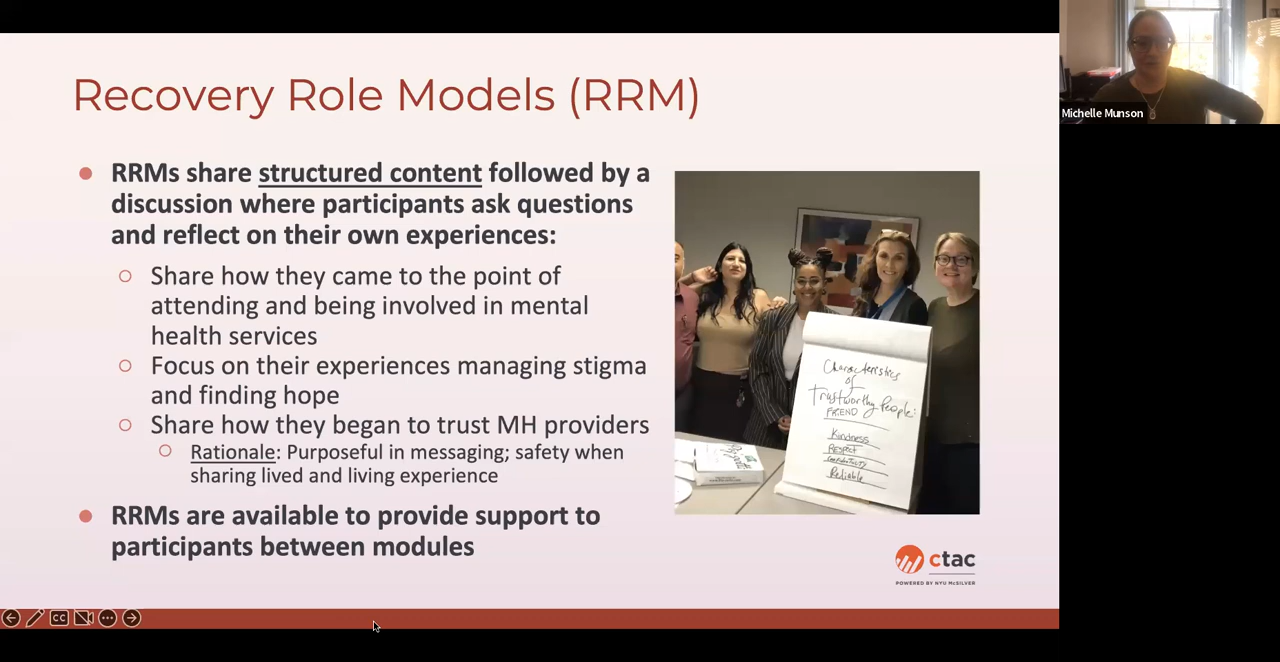 Recovery Role Models (RRM)
RRMs share structured content followed by a
discussion where participants ask questions
and reflect on their own experiences:
Share how they came to the point of
attending and being involved in mental
health services
Focus on their experiences managing stigma
and finding hope
Share how they began to trust MH providers
Rationale: Purposeful in messaging; safety when
sharing lived and living experience
RRMs are available to provide support to
participants between modules
Characteristics
of
Trustworthy People:
FRIEND
Kindness
RESPECT
Reliable
ctac
POWERED BY NYU McSILVER
CC
Michelle Munson